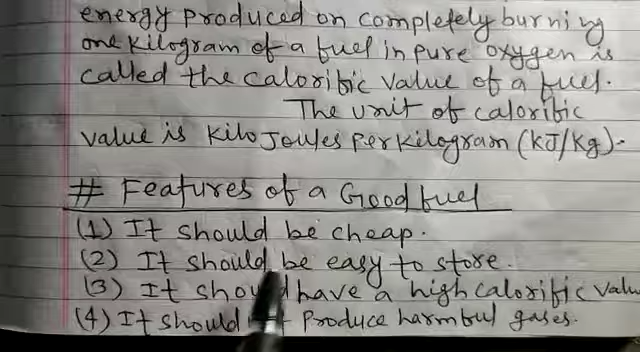 energy produced on completely burning
one kilogram of a fuel in pure oxygen is
called the calorific value of a fuel.
The unit of calorific
value is kilo Joules per kilogram (kJ/kg).
# Features of a Good fuel
(1) It should be cheap.
(2) It should be easy to store.
(3) It should have a high calorific valu
(4) It should produce harmful gases.